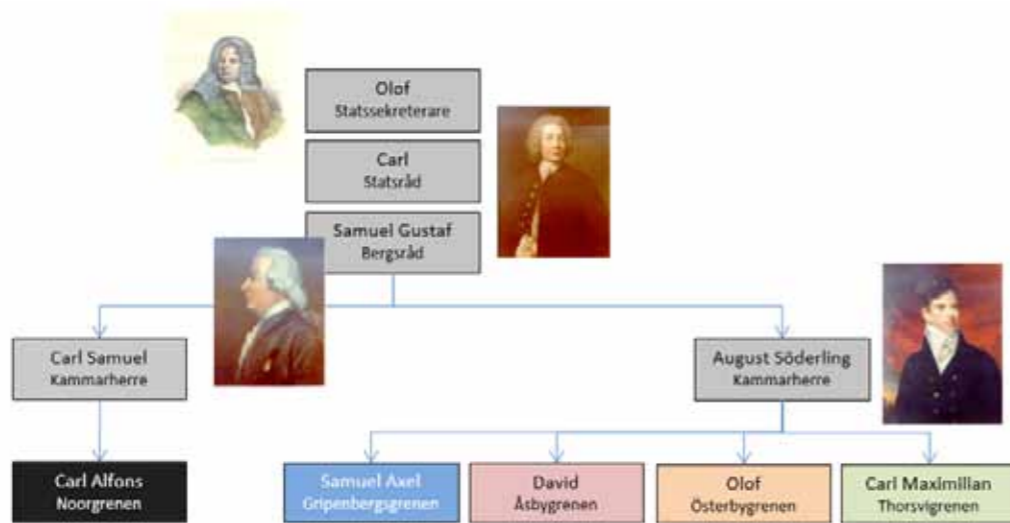 Olof
Statssekreterare
Carl
Statsråd
Samuel Gustaf
Bergsråd
Carl Samuel
Kammarherre
August Söderling
Kammarherre
Carl Alfons
Noorgrenen
Samuel Axel
Gripenbergsgrenen
David
Åsbygrenen
Olof
Österbygrenen
Carl Maximilian
Thorsvigrenen